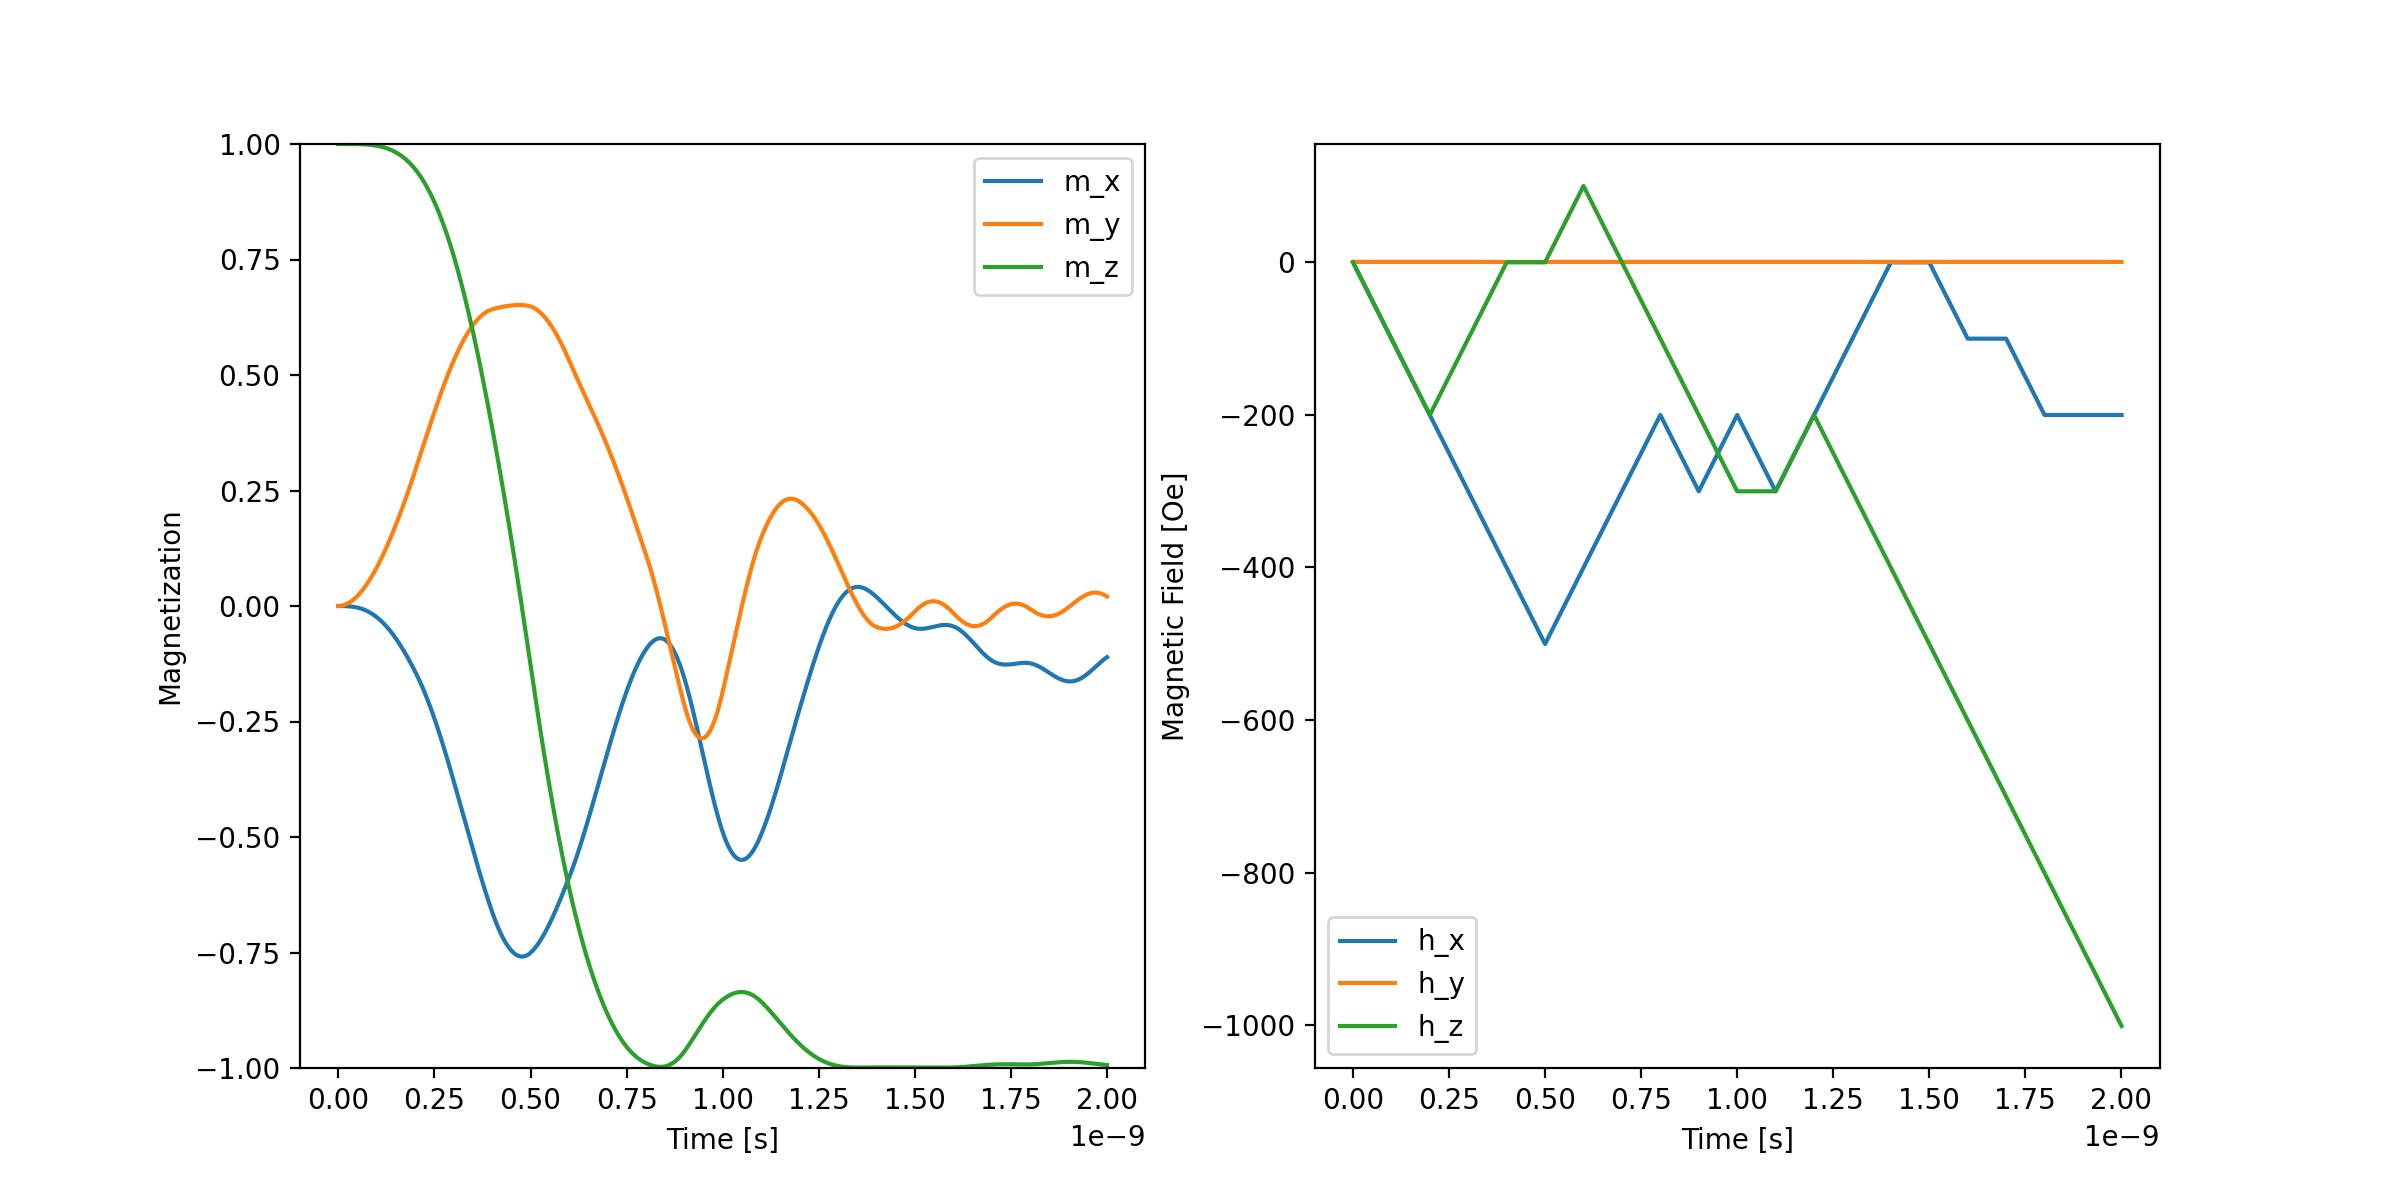 Magnetization
1.00
0.75
0.50
0.25
0.00
−0.25
−0.50
−0.75
−1.00
m_x
m_y
m_z
0.00 0.25 0.50 0.75 1.00 1.25 1.50 1.75 2.00
Time [s]
1e−9
Magnetic Field [Oe]
0
−200
−400
−600
−800
−1000
h_x
h_y
h_z
0.00 0.25 0.50 0.75 1.00 1.25 1.50 1.75 2.00
Time [s]
1e−9